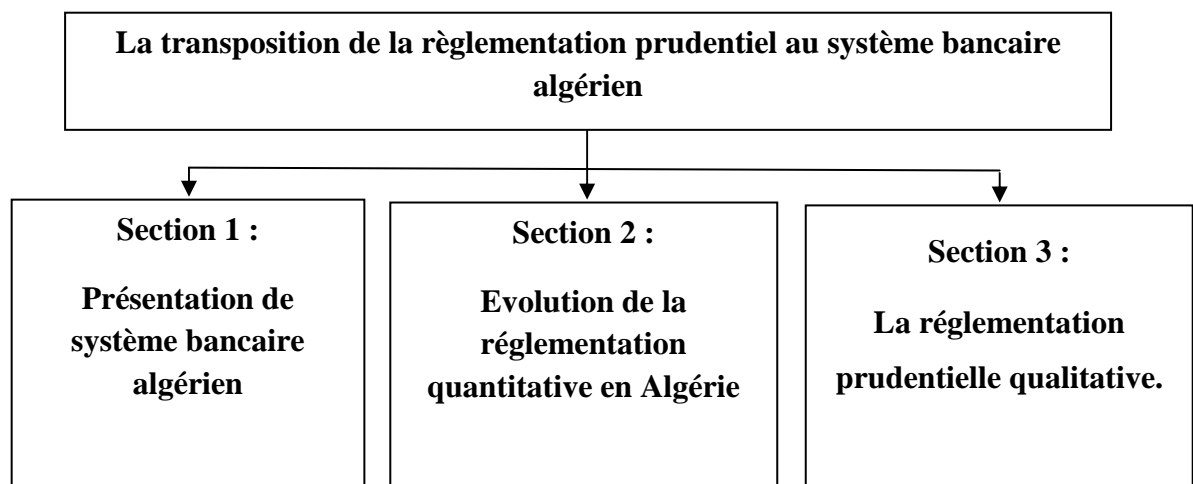 La transposition de la règlementation prudentiel au système bancaire
algérien
Section 1 :
Présentation de
système bancaire
algérien
Section 2 :
Evolution de la
réglementation
quantitative en Algérie
Section 3 :
La réglementation
prudentielle qualitative.